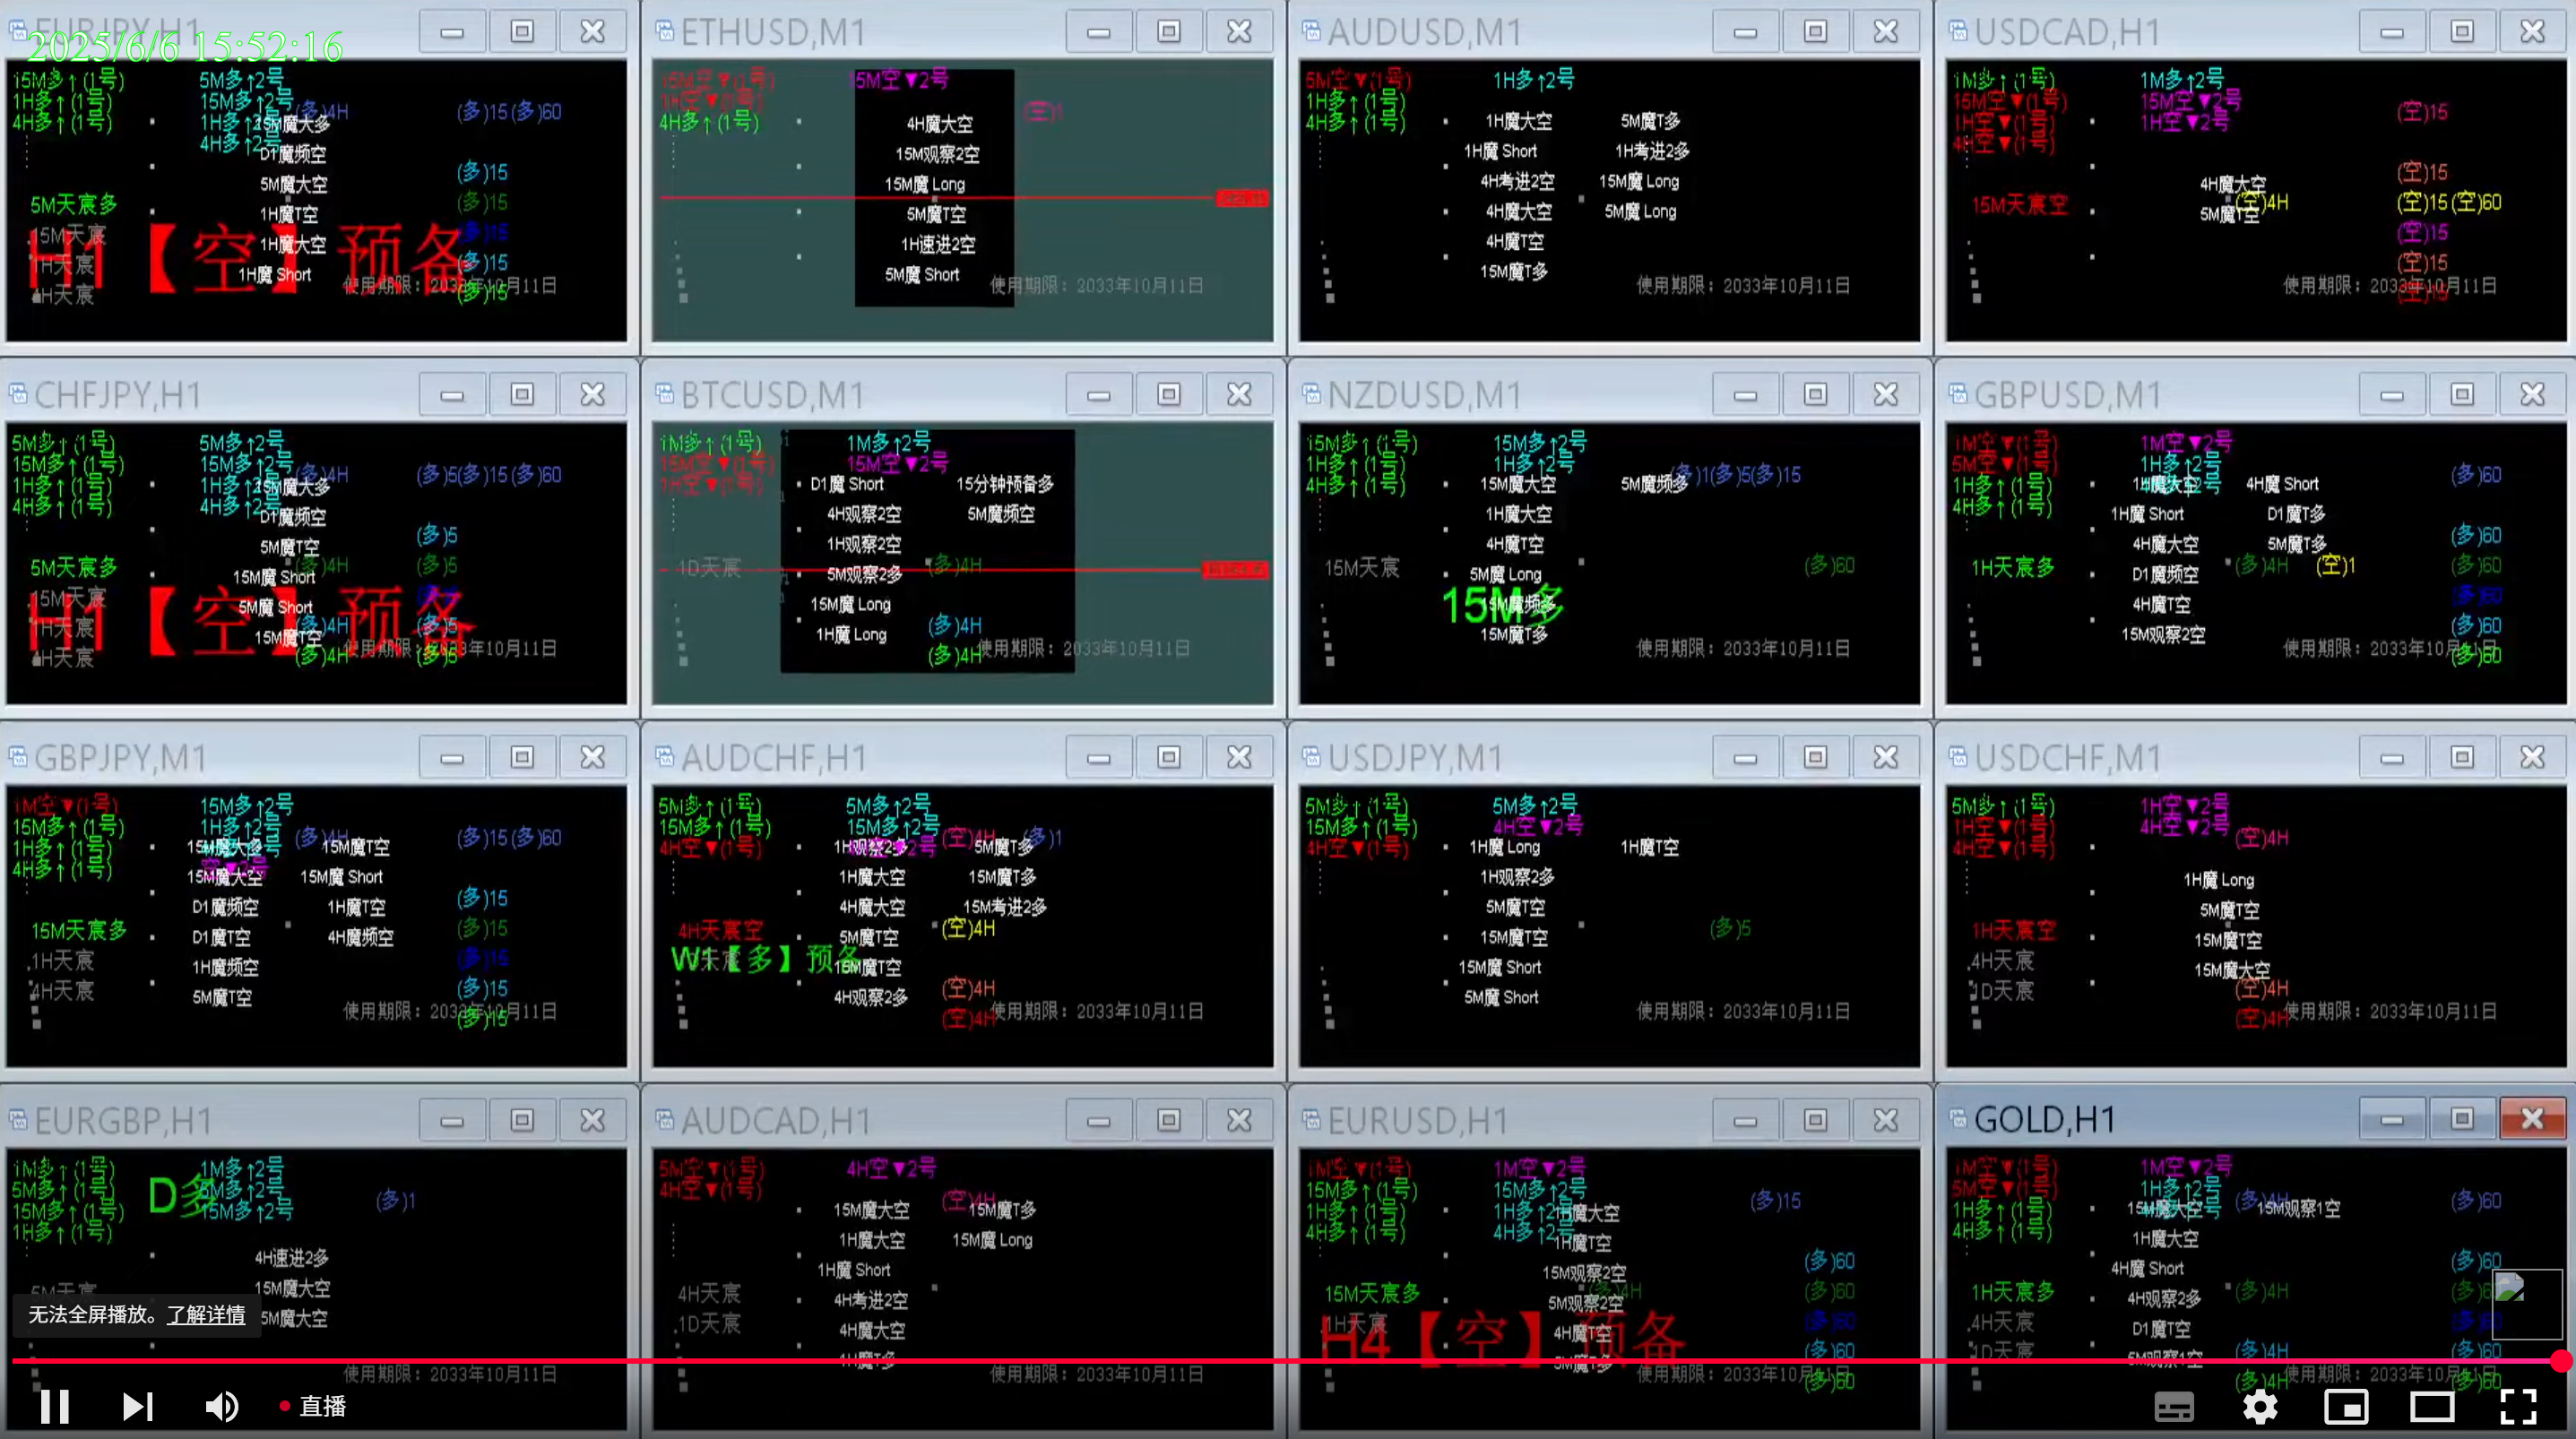 2025/6/6 15:52:16
EURJPY,H1
15M多↑(1号)
1H多↑(1号)
4H多↑(1号)
5M多↑2号
15M多↑2号
1H多↑2号
4H多↑2号
(多)4H
(多)15(多)60
15M魔大多
D1魔频空
5M魔大空
1H魔T空
1H魔大空
1H魔 Short
(多)15
(多)15
(多)15
(多)15
(多)15
5M天宸多
15M天宸
1H天宸
4H天宸
H1【空】预备
使用期限：2033年10月11日
ETHUSD,M1
15M空▼(1号)
1H空▼(1号)
4H多↑(1号)
15M空▼2号
(空)1
4H魔大空
15M观察2空
15M魔 Long
5M魔T空
1H速进2空
5M魔 Short
使用期限：2033年10月11日
AUDUSD,M1
5M空▼(1号)
1H多↑(1号)
4H多↑(1号)
1H多↑2号
1H魔大空
5M魔T多
1H魔 Short
1H考进2多
4H考进2空
15M魔 Long
4H魔大空
5M魔 Long
4H魔T空
15M魔T多
使用期限：2033年10月11日
USDCAD,H1
1M多↑(1号)
15M空▼(1号)
1H空▼(1号)
4H空▼(1号)
1M多↑2号
15M空▼2号
1H空▼2号
(空)15
(空)15
4H魔大空
(空)4H
(空)15(空)60
5M魔T空
15M天宸空
(空)15
(空)15
(空)15
使用期限：2033年10月11日
CHFJPY,H1
5M多↑(1号)
15M多↑(1号)
1H多↑(1号)
4H多↑(1号)
5M多↑2号
15M多↑2号
1H多↑2号
4H多↑2号
(多)4H
(多)5(多)15(多)60
15M魔大多
D1魔频空
5M魔T空
15M魔 Short
5M魔 Short
15M魔T空
(多)5
(多)4H
(多)5
(多)4H
(多)5
(多)4H
(多)5
5M天宸多
15M天宸
1H天宸
4H天宸
H1【空】预备
使用期限：2033年10月11日
BTCUSD,M1
1M多↑(1号)
15M空▼(1号)
1H空▼(1号)
1M多↑2号
15M空▼2号
D1魔 Short
15分钟预备多
4H观察2空
5M魔频空
1H观察2空
5M观察2多
(多)4H
15M魔 Long
1H魔 Long
(多)4H
(多)4H
1D天宸
使用期限：2033年10月11日
NZDUSD,M1
15M多↑(1号)
1H多↑(1号)
4H多↑(1号)
15M多↑2号
1H多↑2号
(多)1(多)5(多)15
15M魔大空
5M魔频多
1H魔大空
4H魔T空
5M魔 Long
15M魔频多
15M魔T多
15M天宸
(多)60
15M多
使用期限：2033年10月11日
GBPUSD,M1
1M空▼(1号)
5M空▼(1号)
1H多↑(1号)
4H多↑(1号)
1M空▼2号
1H多↑2号
4H多↑2号
(多)60
1H魔大空
4H魔 Short
1H魔 Short
D1魔T多
4H魔大空
5M魔T多
D1魔频空
4H魔T空
15M观察2空
1H天宸多
(多)60
(多)4H
(空)1
(多)60
(多)60
(多)60
(多)60
使用期限：2033年10月11日
GBPJPY,M1
1M空▼(1号)
15M多↑(1号)
1H多↑(1号)
4H多↑(1号)
15M多↑2号
1H多↑2号
(多)4H
(多)15(多)60
15M魔大多
15M魔T空
15M魔大空
15M魔 Short
D1魔频空
1H魔T空
D1魔T空
4H魔频空
1H魔频空
5M魔T空
15M天宸多
1H天宸
4H天宸
(多)15
(多)15
(多)15
(多)15
(多)15
使用期限：2033年10月11日
AUDCHF,H1
5M多↑(1号)
15M多↑(1号)
4H空▼(1号)
5M多↑2号
15M多↑2号
(空)4H
(多)1
1H观察2多
5M魔T多
1H魔大空
15M魔T多
4H魔大空
15M考进2多
5M魔T空
(空)4H
15M魔T空
4H观察2多
4H天宸空
W1【多】预备
(空)4H
(空)4H
使用期限：2033年10月11日
USDJPY,M1
5M多↑(1号)
15M多↑(1号)
4H空▼(1号)
5M多↑2号
4H空▼2号
1H魔 Long
1H魔T空
1H观察2多
5M魔T空
15M魔T空
15M魔 Short
5M魔 Short
(多)5
使用期限：2033年10月11日
USDCHF,M1
5M多↑(1号)
1H空▼(1号)
4H空▼(1号)
1H空▼2号
4H空▼2号
(空)4H
1H魔 Long
5M魔T空
15M魔T空
15M魔大空
1H天宸空
4H天宸
1D天宸
(空)4H
(空)4H
使用期限：2033年10月11日
EURGBP,H1
1M多↑(1号)
5M多↑(1号)
15M多↑(1号)
1H多↑(1号)
1M多↑2号
5M多↑2号
15M多↑2号
D多
(多)1
4H速进2多
15M魔大空
5M魔大空
5M天宸
使用期限：2033年10月11日
AUDCAD,H1
5M空▼(1号)
4H空▼(1号)
4H空▼2号
(空)4H
15M魔大空
15M魔T多
1H魔大空
15M魔 Long
1H魔 Short
4H考进2空
4H魔大空
1H魔T多
4H天宸
1D天宸
使用期限：2033年10月11日
EURUSD,H1
1M空▼(1号)
15M多↑(1号)
1H多↑(1号)
4H多↑(1号)
1M空▼2号
15M多↑2号
1H多↑2号
4H多↑2号
(多)15
1H魔T空
15M观察2空
5M观察2空
4H魔T空
5M魔T多
15M天宸多
1H天宸
(多)4H
(多)60
(多)60
(多)60
(多)60
(多)60
H4【空】预备
使用期限：2033年10月11日
GOLD,H1
1M空▼(1号)
5M空▼(1号)
1H多↑(1号)
4H多↑(1号)
1M空▼2号
1H多↑2号
4H多↑2号
(多)4H
(多)60
15M魔大空
15M观察1空
1H魔大空
4H魔 Short
4H观察2多
D1魔T空
5M观察1空
1H天宸多
4H天宸
1D天宸
(多)60
(多)4H
(多)4H
(多)60
(多)4H
(多)60
使用期限：2033年10月11日
无法全屏播放。了解详情
直播